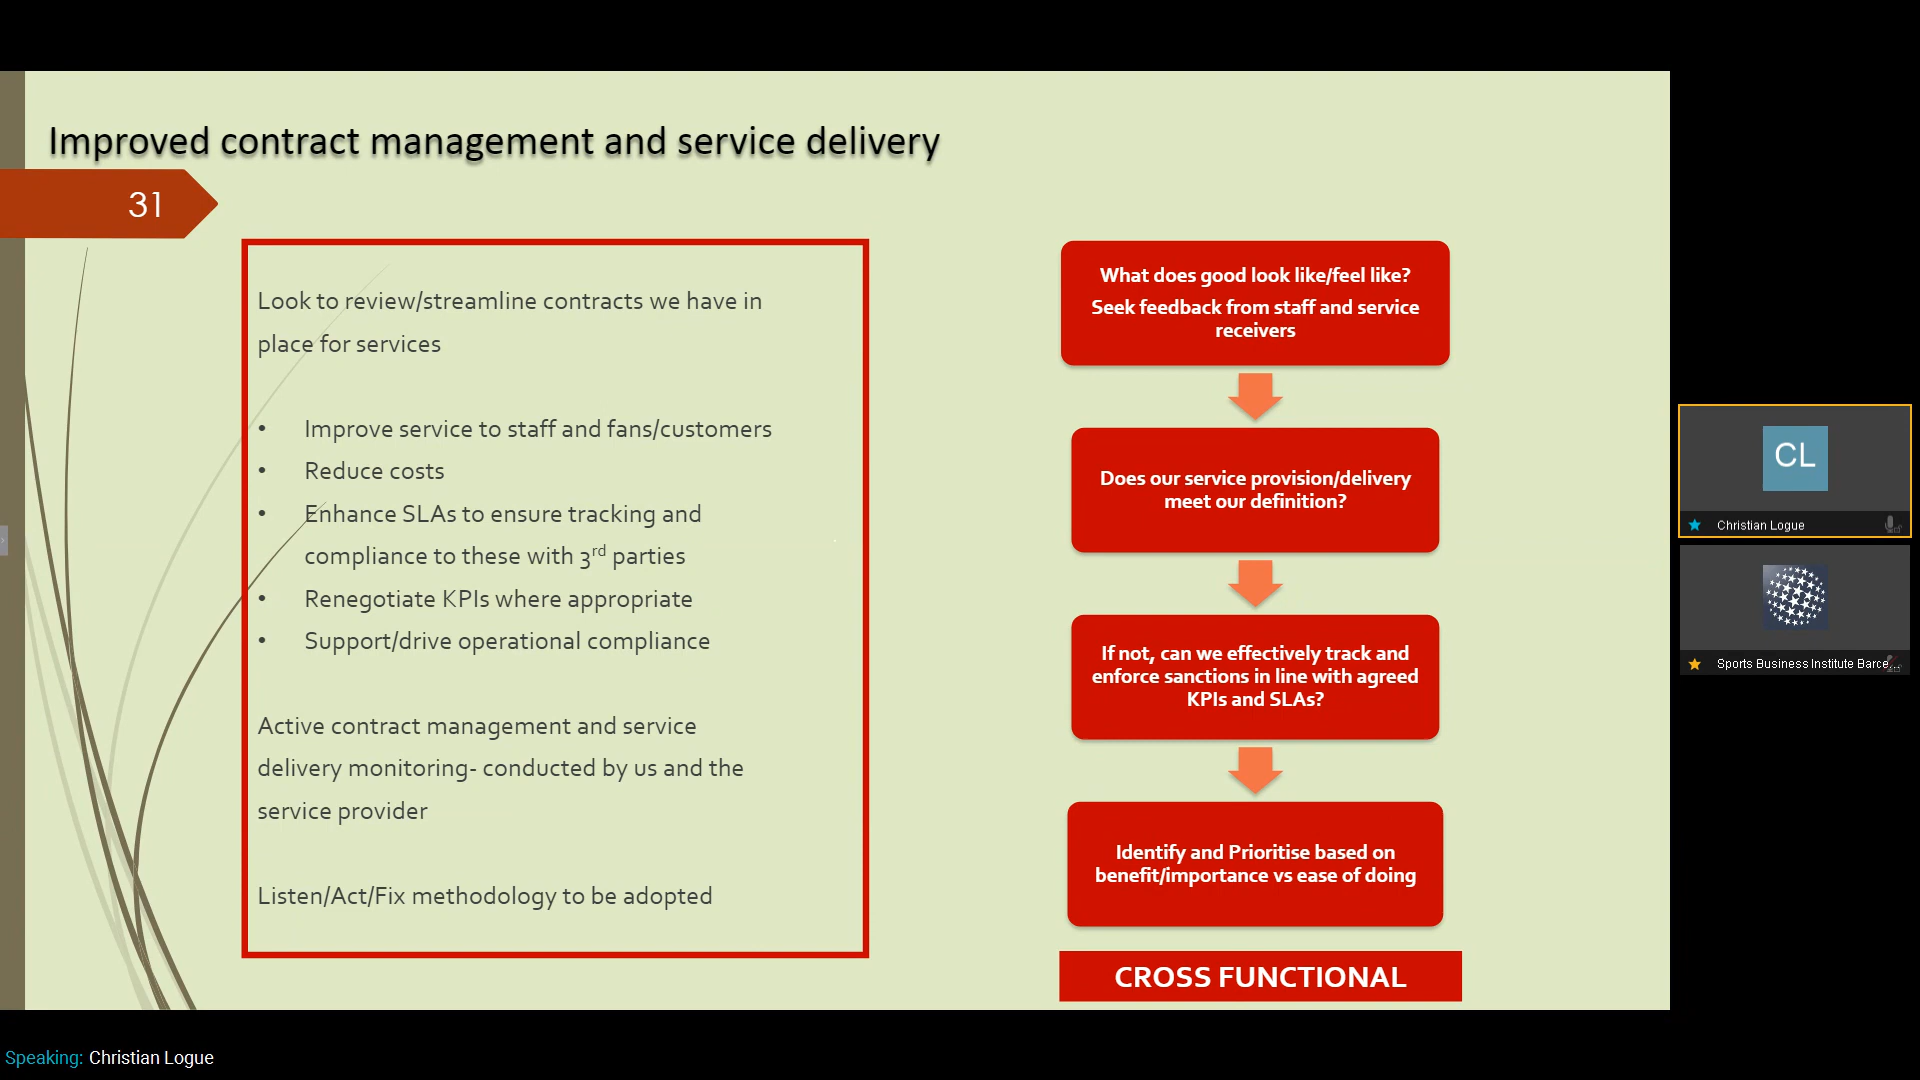 Improved contract management and service delivery
31
Look to review/streamline contracts we have in
place for services
• Improve service to staff and fans/customers
• Reduce costs
• Enhance SLAs to ensure tracking and
compliance to these with 3rd parties
• Renegotiate KPIs where appropriate
• Support/drive operational compliance
Active contract management and service
delivery monitoring- conducted by us and the
service provider
Listen/Act/Fix methodology to be adopted
What does good look like/feel like?
Seek feedback from staff and service
receivers
Does our service provision/delivery
meet our definition?
If not, can we effectively track and
enforce sanctions in line with agreed
KPIs and SLAs?
Identify and Prioritise based on
benefit/importance vs ease of doing
CROSS FUNCTIONAL
CL
Christian Logue
Sports Business Institute Barce...
Speaking: Christian Logue